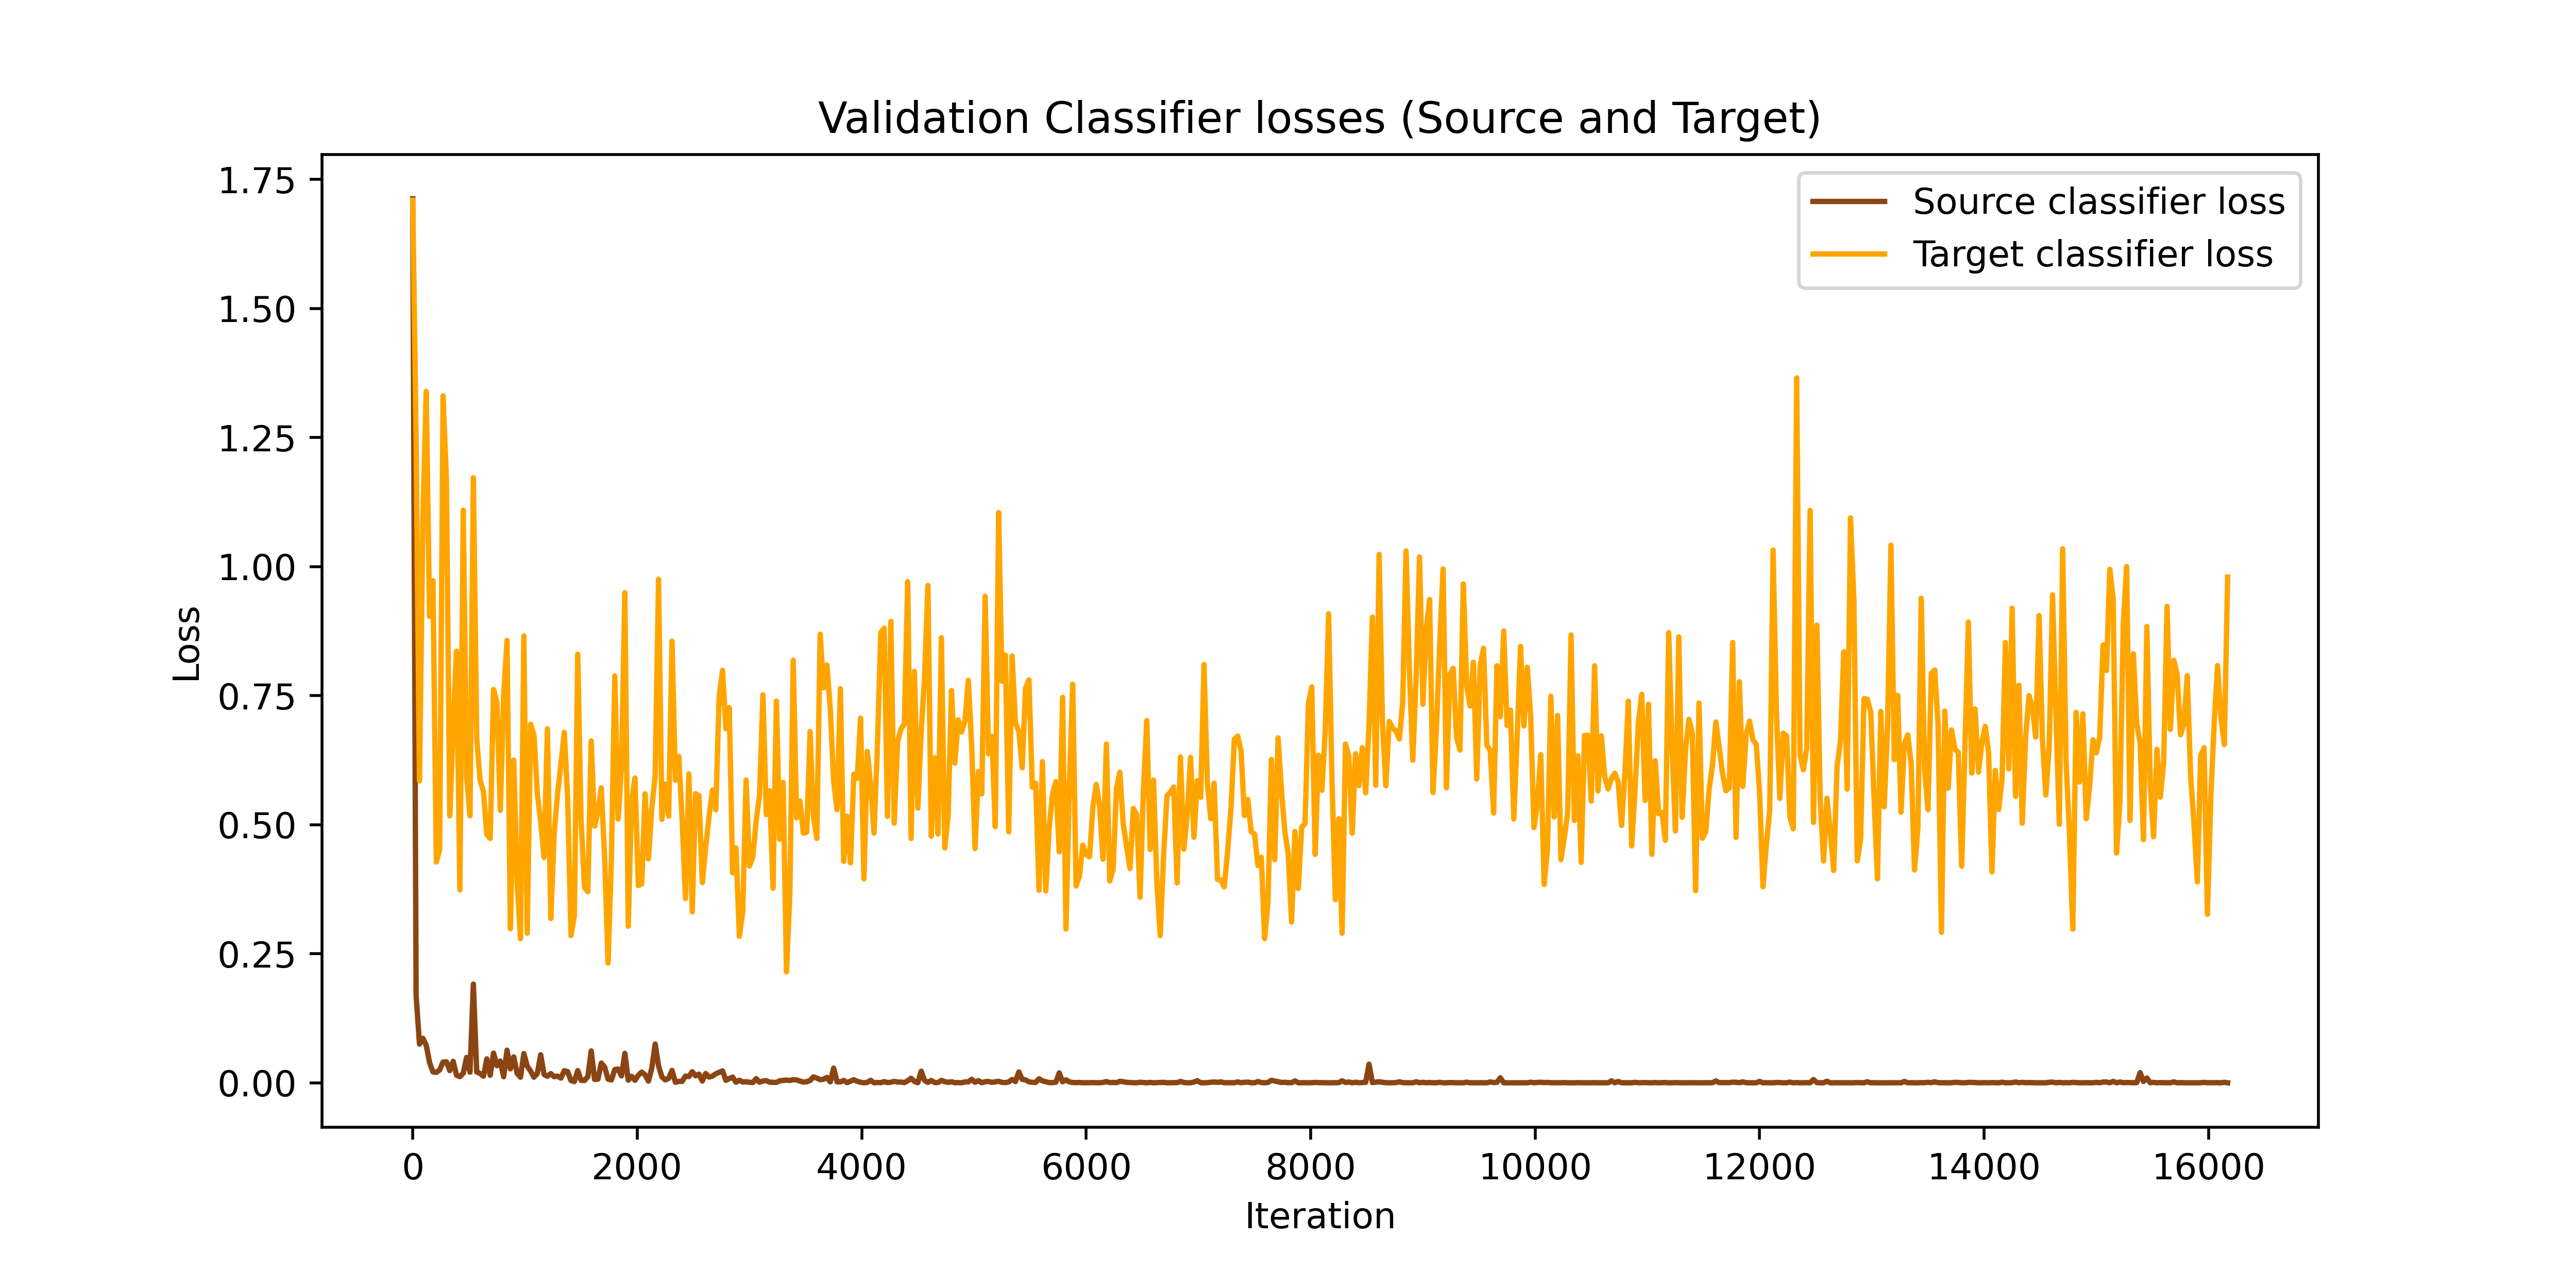 Validation Classifier losses (Source and Target)
Source classifier loss
Target classifier loss
1.75
1.50
1.25
1.00
0.75
0.50
0.25
0.00
Loss
0 2000 4000 6000 8000 10000 12000 14000 16000
Iteration